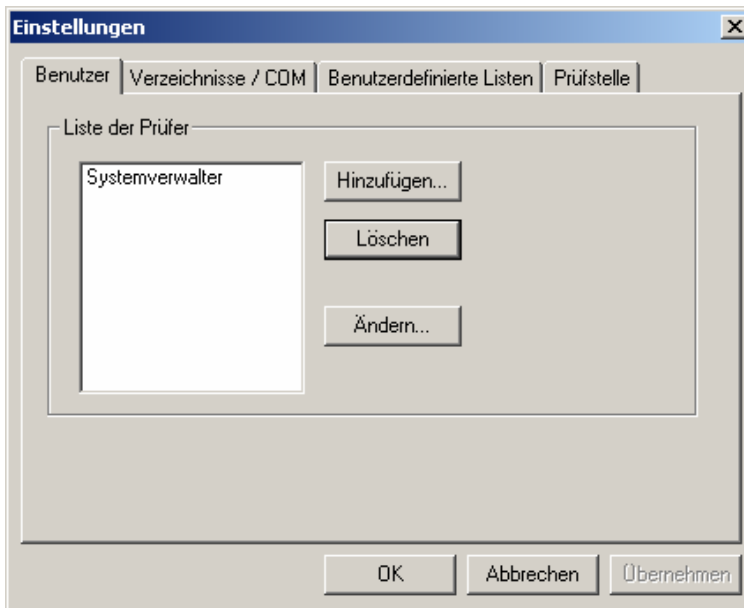 Einstellungen
Benutzer
Verzeichnisse / COM
Benutzerdefinierte Listen
Prüfstelle
Liste der Prüfer
Systemverwalter
Hinzufügen...
Löschen
Ändern...
OK
Abbrechen
Übernehmen